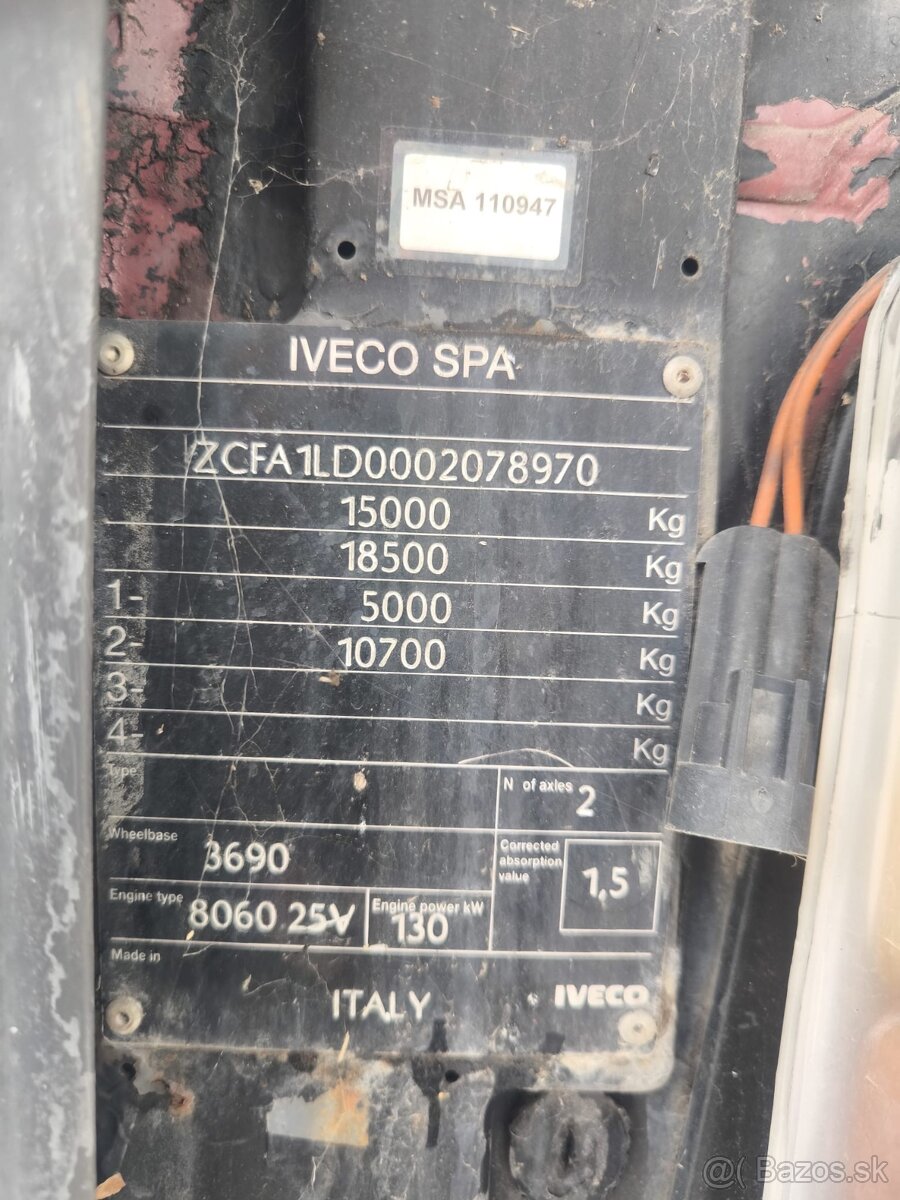 MSA 110947
IVECO SPA
ZCFA1LD0002078970
15000 Kg
18500 Kg
1- 5000 Kg
2- 10700 Kg
3- Kg
4- Kg
Type
N of axles 2
Wheelbase 3690
Corrected absorption value 1,5
Engine type 8060.25V
Engine power kW 130
Made in
ITALY
IVECO
@( Bazos.sk